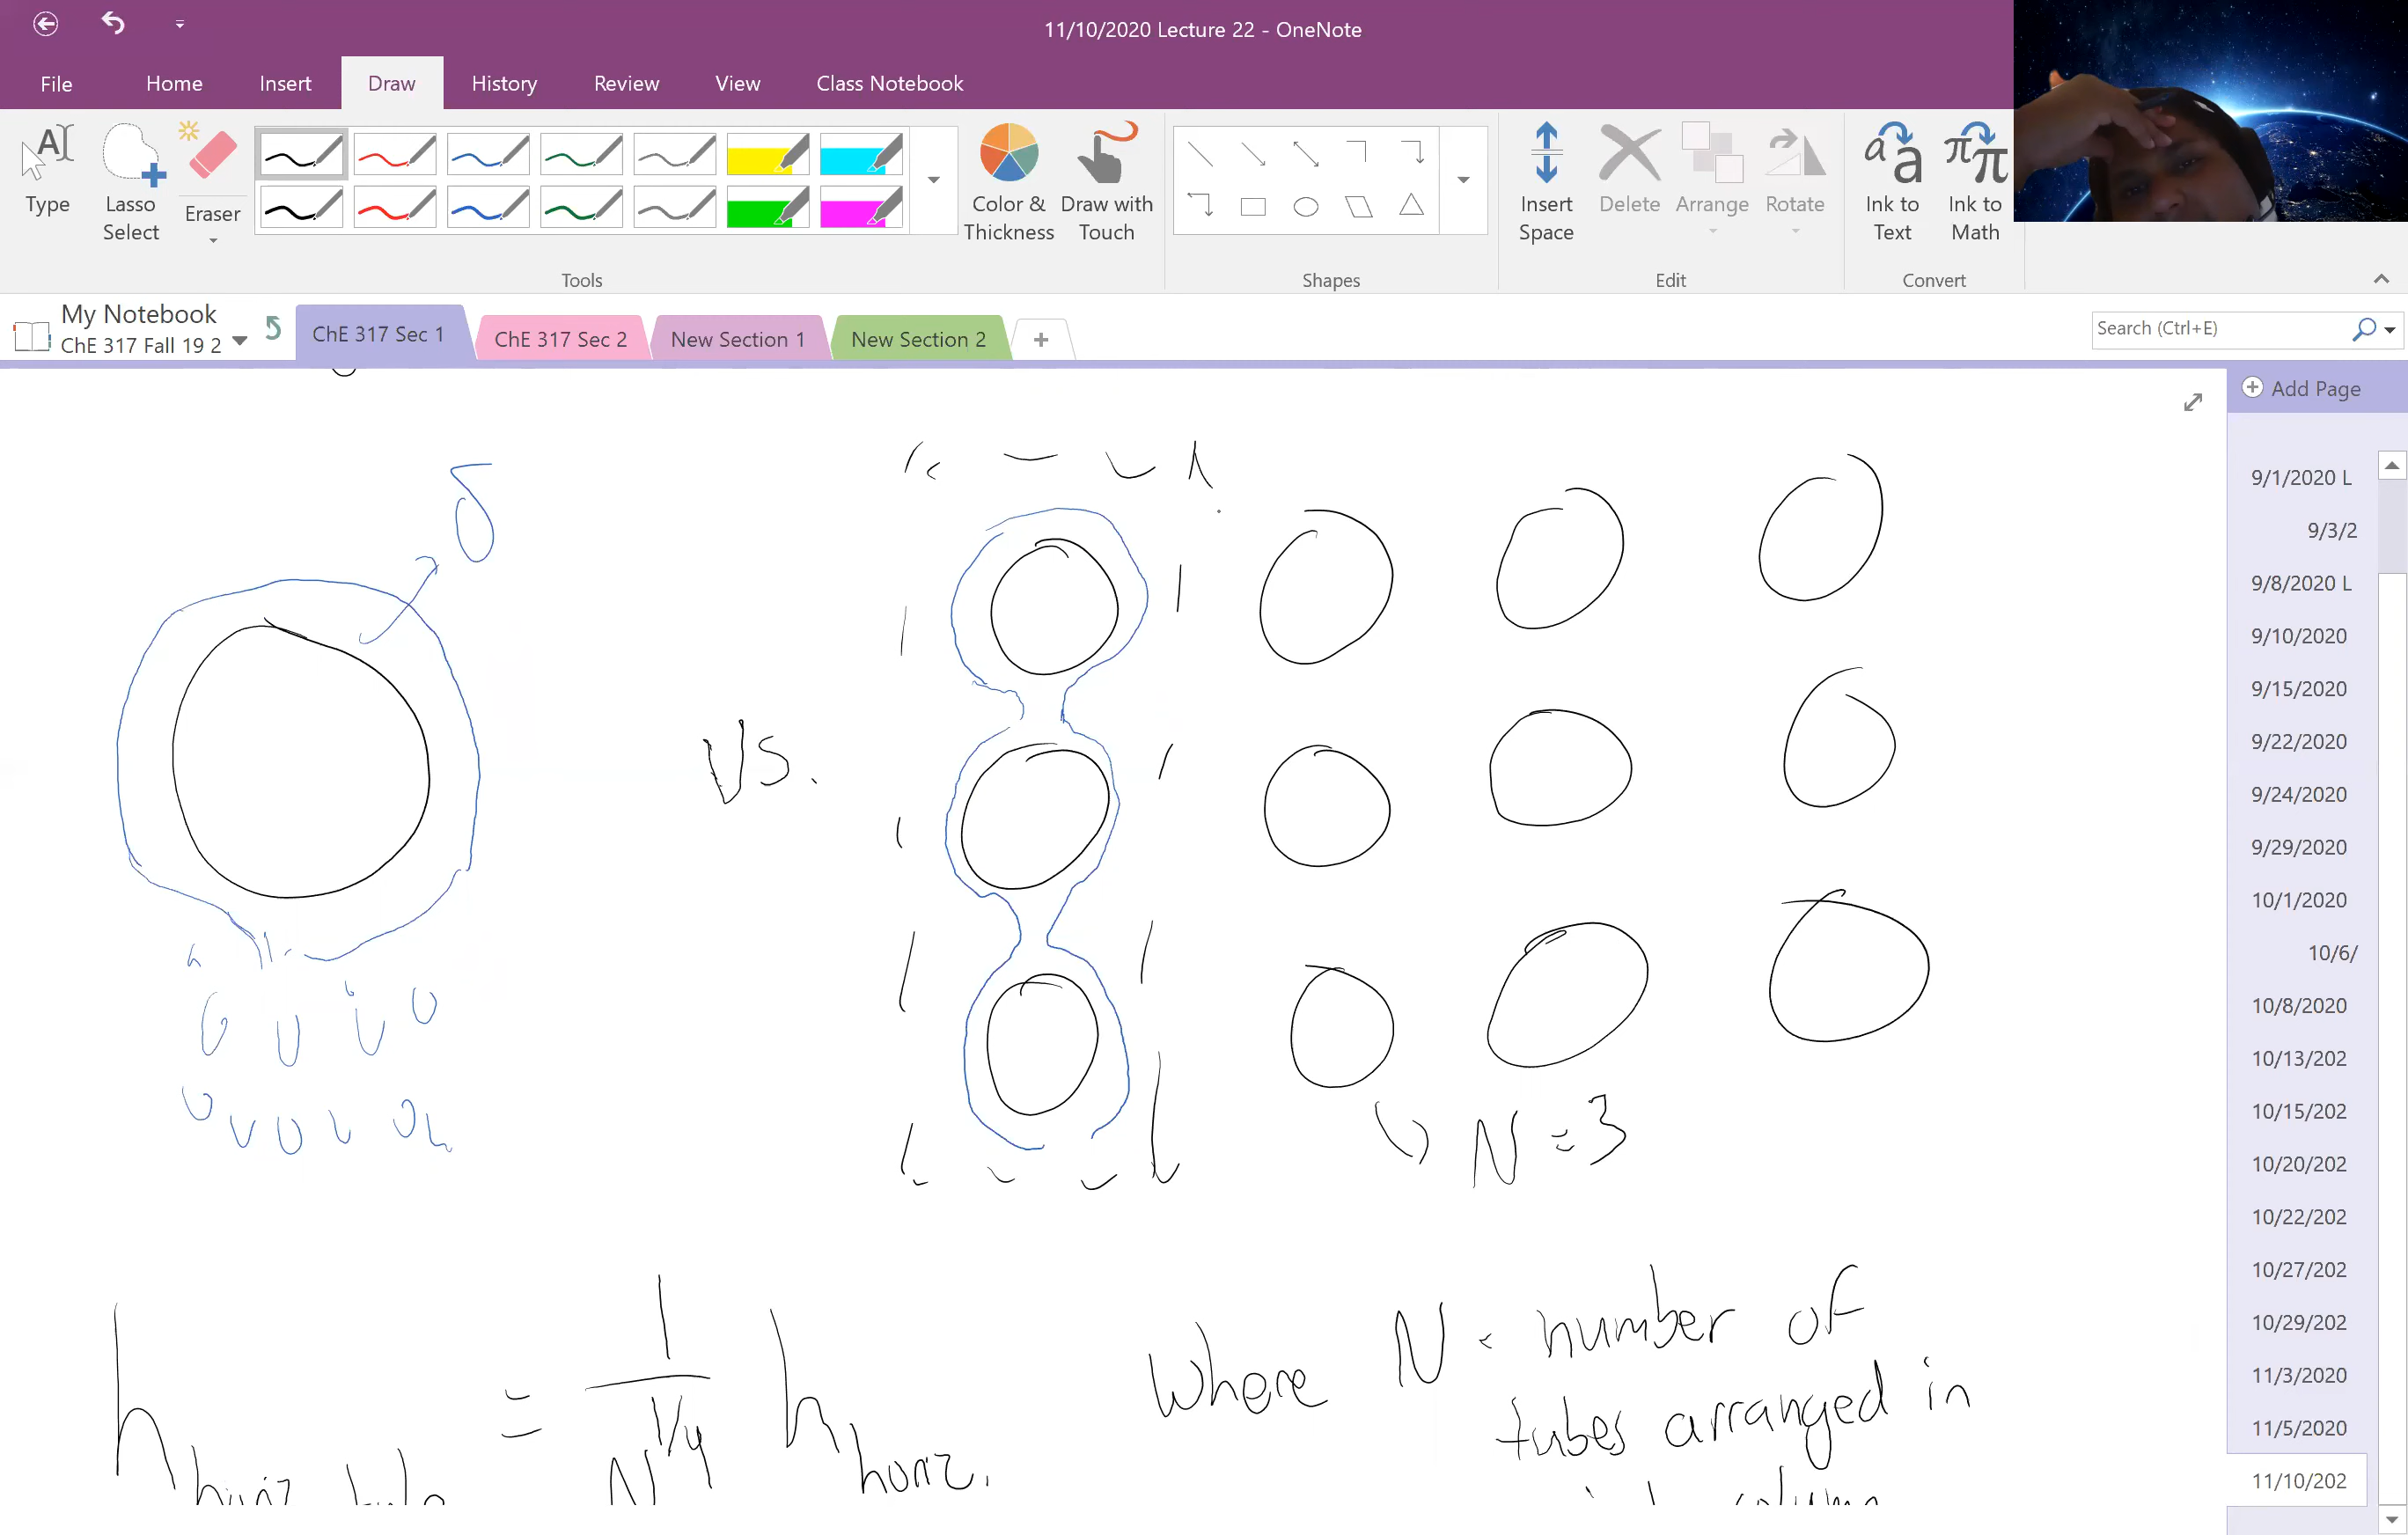 11/10/2020 Lecture 22 - OneNote
File Home Insert Draw History Review View Class Notebook
Type
Lasso Select
Eraser
Color & Thickness
Draw with Touch
Insert Space
Delete
Arrange
Rotate
Ink to Text
Ink to Math
Tools
Shapes
Edit
Convert
My Notebook
ChE 317 Fall 19 2
ChE 317 Sec 1
ChE 317 Sec 2
New Section 1
New Section 2
Search (Ctrl+E)
Add Page
9/1/2020 L
9/3/2
9/8/2020 L
9/10/2020
9/15/2020
9/22/2020
9/24/2020
9/29/2020
10/1/2020
10/6/
10/8/2020
10/13/202
10/15/202
10/20/202
10/22/202
10/27/202
10/29/202
11/3/2020
11/5/2020
11/10/202
δ
vs.
N = 3
h horiz = 1/N^1/4 h horiz.
Where N = number of
tubes arranged in
column